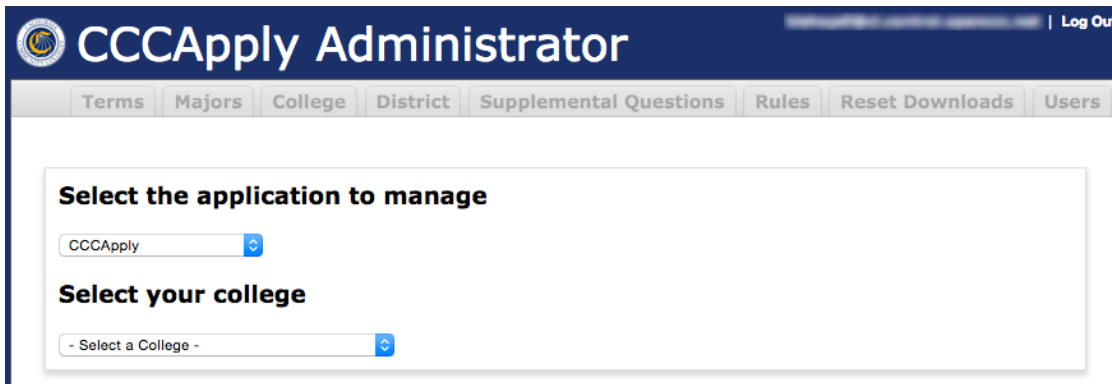 | Log Ou
CCCApply Administrator
Terms Majors College District Supplemental Questions Rules Reset Downloads Users
Select the application to manage
CCCApply
Select your college
- Select a College -